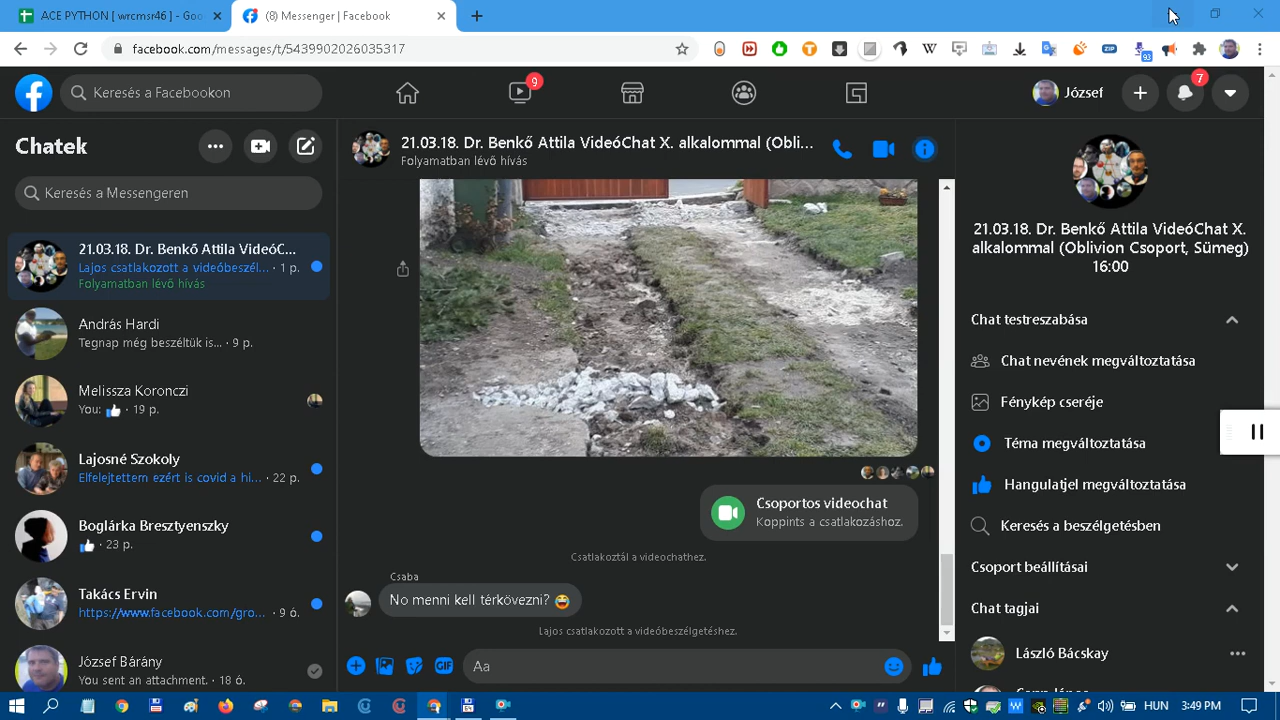 ACE PYTHON [ wrcmsr46 ] - Goo
(8) Messenger | Facebook
facebook.com/messages/t/5439902026035317
93
Keresés a Facebookon
9
József
7
Chatek
Keresés a Messengeren
21.03.18. Dr. Benkő Attila VideóC...
Lajos csatlakozott a videóbeszél... · 1 p.
Folyamatban lévő hívás
András Hardi
Tegnap még beszéltük is... · 9 p.
Melissza Koronczi
You: · 19 p.
Lajosné Szokoly
Elfelejtettem ezért is covid a hi... · 22 p.
Boglárka Bresztyenszky
· 23 p.
Takács Ervin
https://www.facebook.com/gro... · 9 ó.
József Bárány
You sent an attachment. · 18 ó.
21.03.18. Dr. Benkő Attila VideóChat X. alkalommal (Obli...
Folyamatban lévő hívás
Csoportos videochat
Koppints a csatlakozáshoz.
Csatlakoztál a videochathez.
Csaba
No menni kell térkövezni? 😂
Lajos csatlakozott a videóbeszélgetéshez.
GIF
Aa
21.03.18. Dr. Benkő Attila VideóChat X.
alkalommal (Oblivion Csoport, Sümeg)
16:00
Chat testreszabása
Chat nevének megváltoztatása
Fénykép cseréje
Téma megváltoztatása
Hangulatjel megváltoztatása
Keresés a beszélgetésben
Csoport beállításai
Chat tagjai
László Bácskay
HUN
3:49 PM